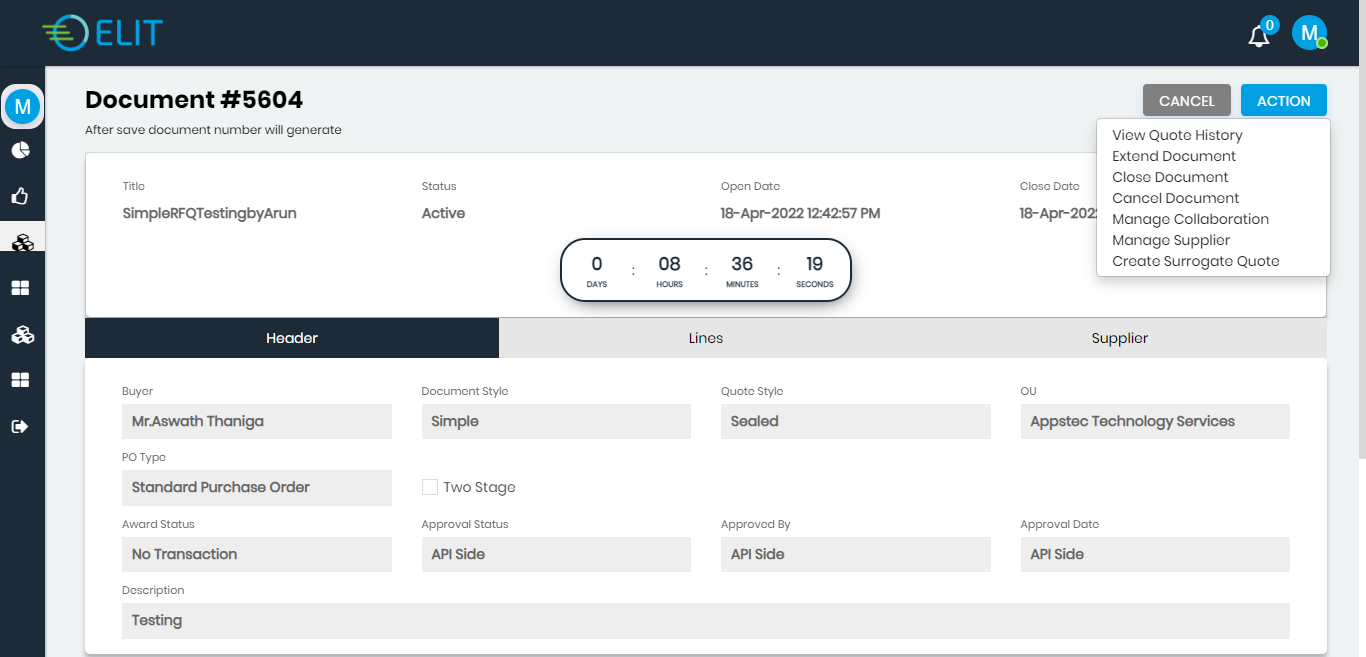 ELIT
0
M
M
Document #5604
CANCEL
ACTION
After save document number will generate
View Quote History
Extend Document
Close Document
Cancel Document
Manage Collaboration
Manage Supplier
Create Surrogate Quote
Title
Status
Open Date
Close Date
SimpleRFQTestingbyArun
Active
18-Apr-2022 12:42:57 PM
18-Apr-2022
0 : 08 : 36 : 19
DAYS HOURS MINUTES SECONDS
Header
Lines
Supplier
Buyer
Document Style
Quote Style
OU
Mr.Aswath Thaniga
Simple
Sealed
Appstec Technology Services
PO Type
Standard Purchase Order
Two Stage
Award Status
Approval Status
Approved By
Approval Date
No Transaction
API Side
API Side
API Side
Description
Testing